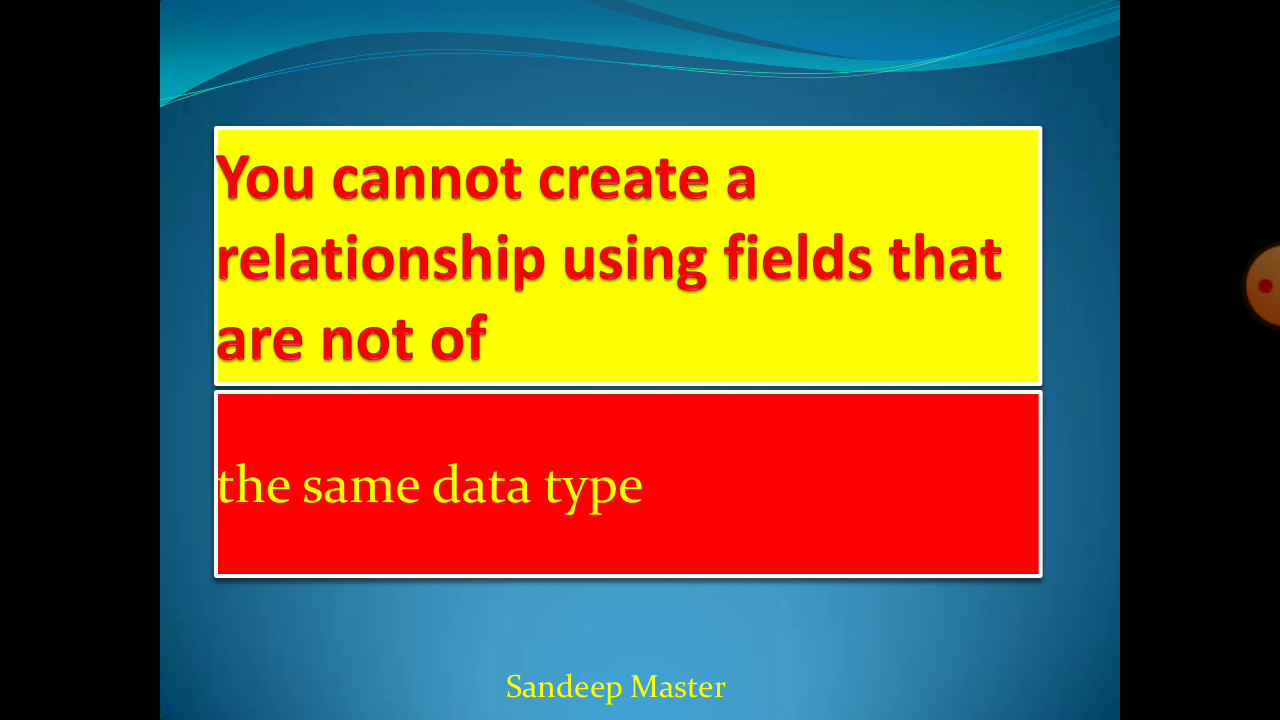 You cannot create a
relationship using fields that
are not of
the same data type
Sandeep Master